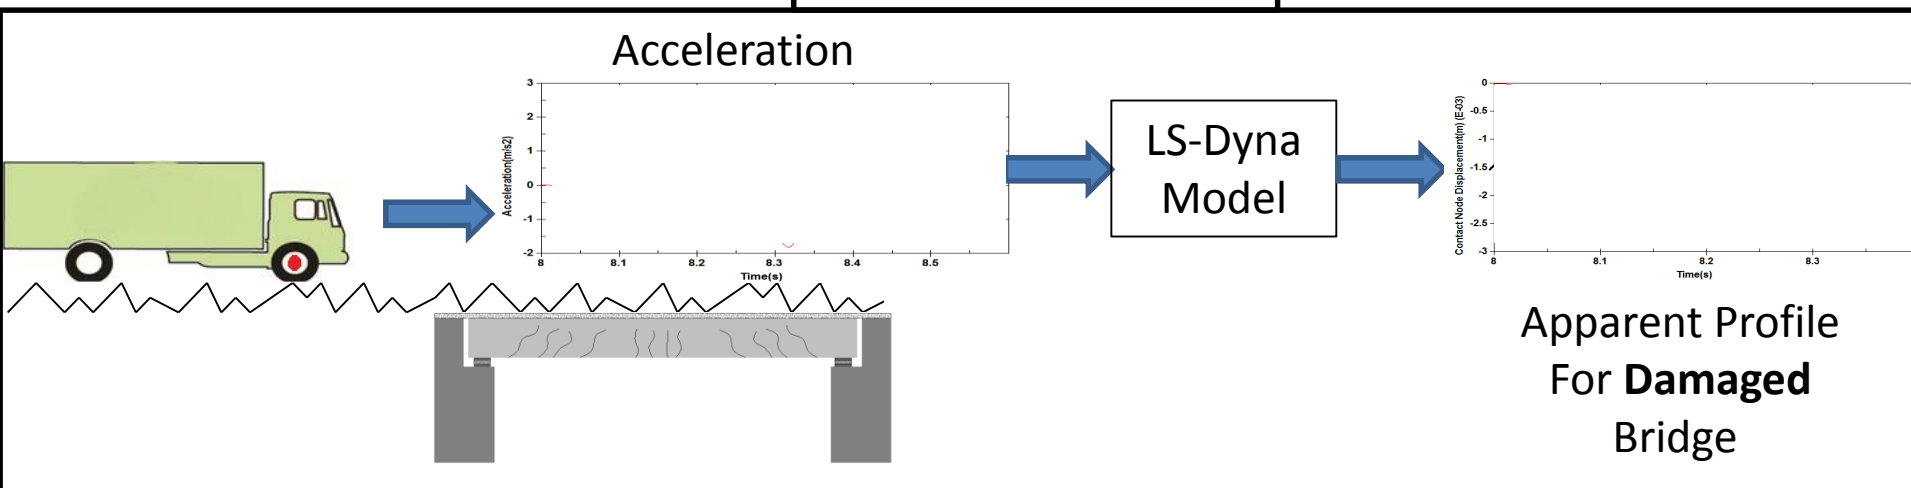 Acceleration
3
2
1
0
-1
-2
Acceleration(m/s2)
8
8.1
8.2
8.3
8.4
8.5
Time(s)
LS-Dyna
Model
0
-0.5
-1
-1.5
-2
-2.5
-3
Contact Node Displacement(m) (E-03)
8
8.1
8.2
8.3
Time(s)
Apparent Profile
For Damaged
Bridge